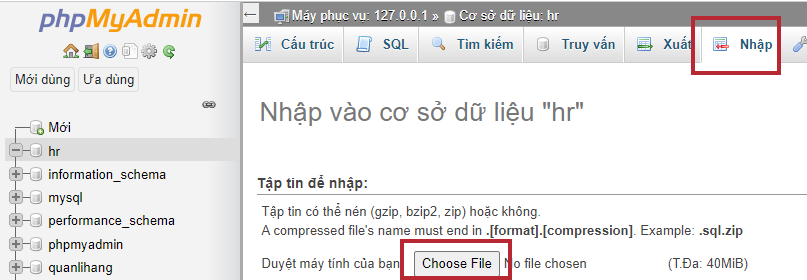 phpMyAdmin
Mới dùng Ưa dùng
Mới
hr
information_schema
mysql
performance_schema
phpmyadmin
quanlihang
Máy phục vụ: 127.0.0.1 » Cơ sở dữ liệu: hr
Cấu trúc SQL Tìm kiếm Truy vấn Xuất Nhập
Nhập vào cơ sở dữ liệu "hr"
Tập tin để nhập:
Tập tin có thể nén (gzip, bzip2, zip) hoặc không.
A compressed file's name must end in .[format].[compression]. Example: .sql.zip
Duyệt máy tính của bạn Choose File No file chosen (T.Đa: 40MiB)